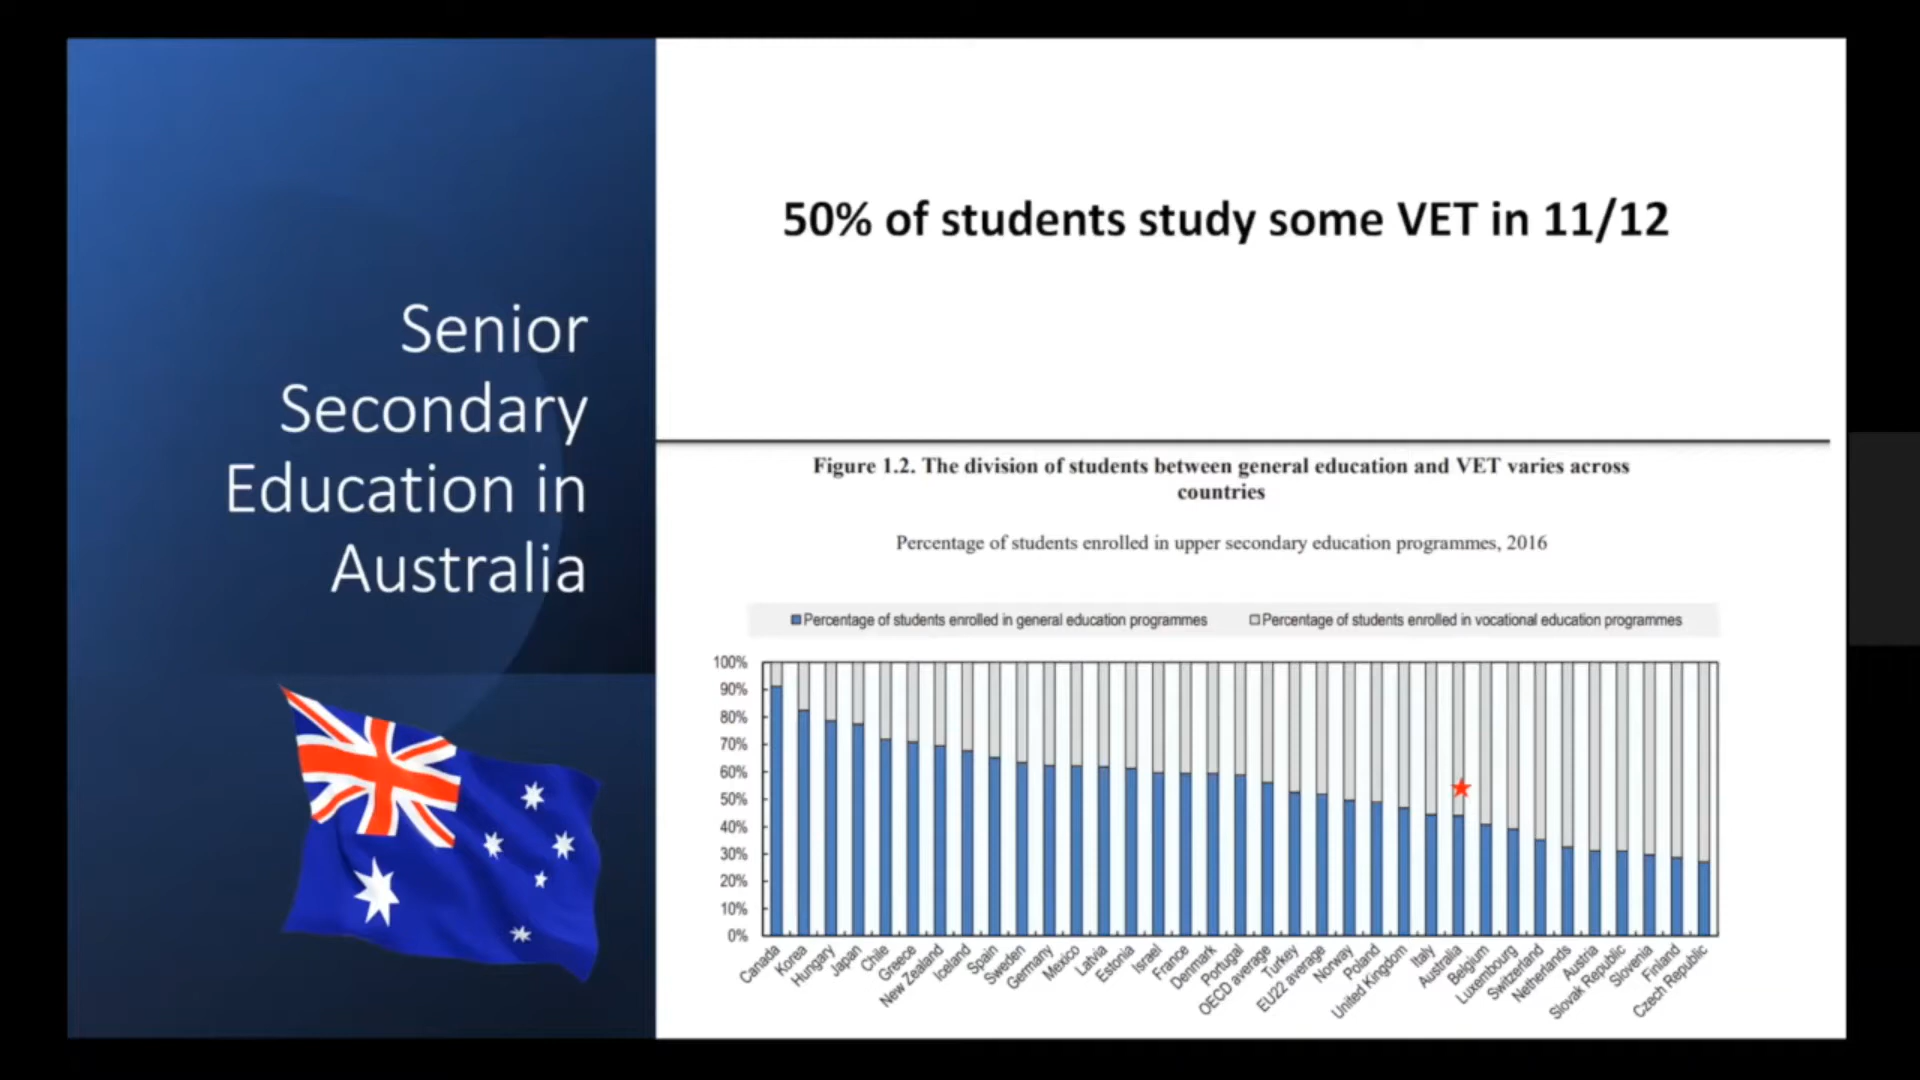 Senior
Secondary
Education in
Australia
50% of students study some VET in 11/12
Figure 1.2. The division of students between general education and VET varies across
countries
Percentage of students enrolled in upper secondary education programmes, 2016
Percentage of students enrolled in general education programmes
Percentage of students enrolled in vocational education programmes
100%
90%
80%
70%
60%
50%
40%
30%
20%
10%
0%
Canada
Korea
Hungary
Japan
Chile
Greece
New Zealand
Iceland
Spain
Sweden
Germany
Mexico
Latvia
Estonia
Israel
France
Denmark
Portugal
OECD average
Turkey
EU22 average
Norway
Poland
United Kingdom
Italy
Australia
Belgium
Luxembourg
Switzerland
Netherlands
Austria
Slovak Republic
Slovenia
Finland
Czech Republic